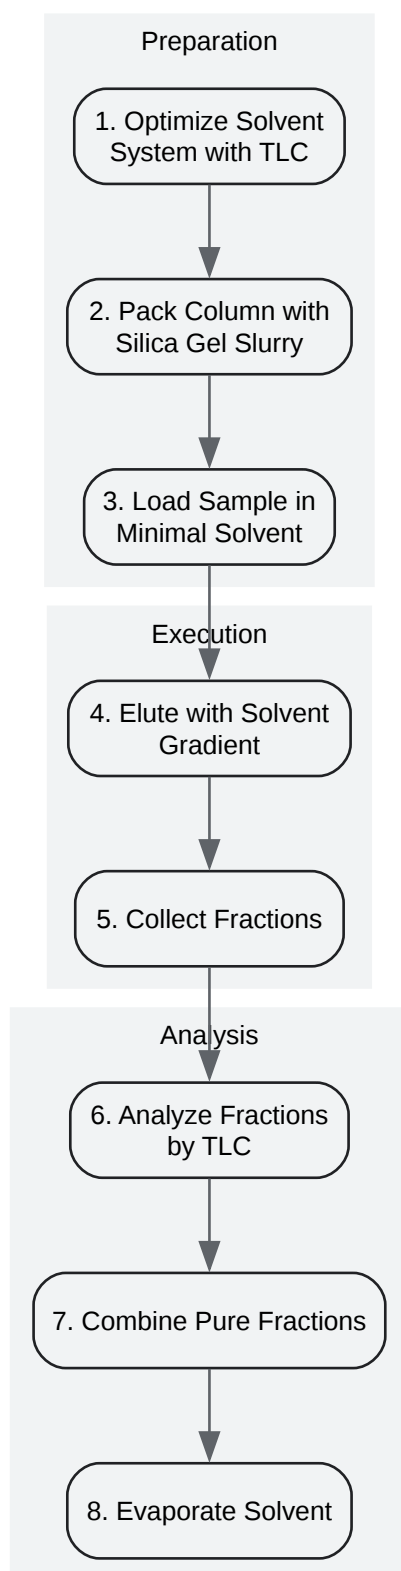 Preparation
1. Optimize Solvent
System with TLC
2. Pack Column with
Silica Gel Slurry
3. Load Sample in
Minimal Solvent
Execution
4. Elute with Solvent
Gradient
5. Collect Fractions
Analysis
6. Analyze Fractions
by TLC
7. Combine Pure Fractions
8. Evaporate Solvent